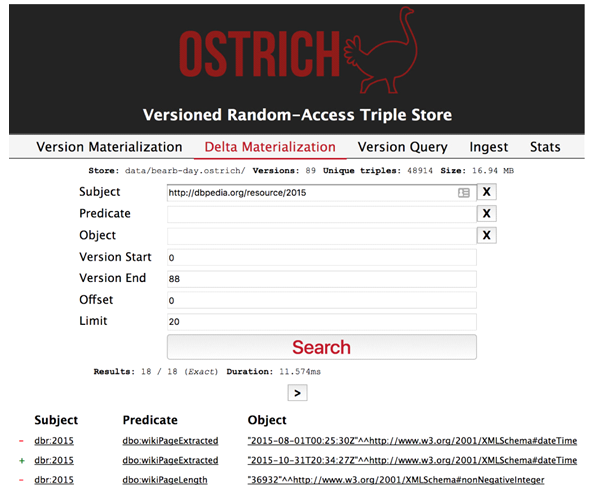 OSTRICH
Versioned Random-Access Triple Store
Version Materialization Delta Materialization Version Query Ingest Stats
Store: data/bearb-day.ostrich/ Versions: 89 Unique triples: 48914 Size: 16.94 MB
Subject http://dbpedia.org/resource/2015 X
Predicate X
Object X
Version Start 0
Version End 88
Offset 0
Limit 20
Search
Results: 18 / 18 (Exact) Duration: 11.574ms
>
Subject Predicate Object
- dbr:2015 dbo:wikiPageExtracted "2015-08-01T00:25:30Z"^^http://www.w3.org/2001/XMLSchema#dateTime
+ dbr:2015 dbo:wikiPageExtracted "2015-10-31T20:34:27Z"^^http://www.w3.org/2001/XMLSchema#dateTime
- dbr:2015 dbo:wikiPageLength "36932"^^http://www.w3.org/2001/XMLSchema#nonNegativeInteger